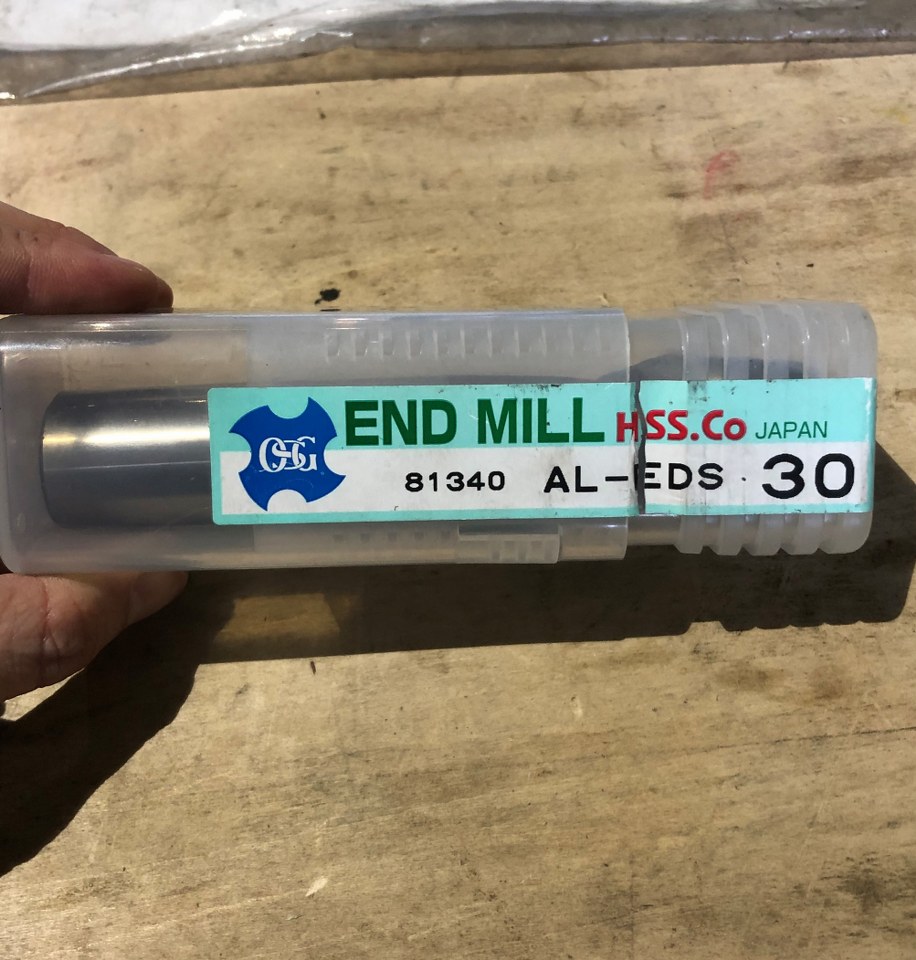 END MILL HSS.Co JAPAN
OSG
81340 AL-EDS · 30